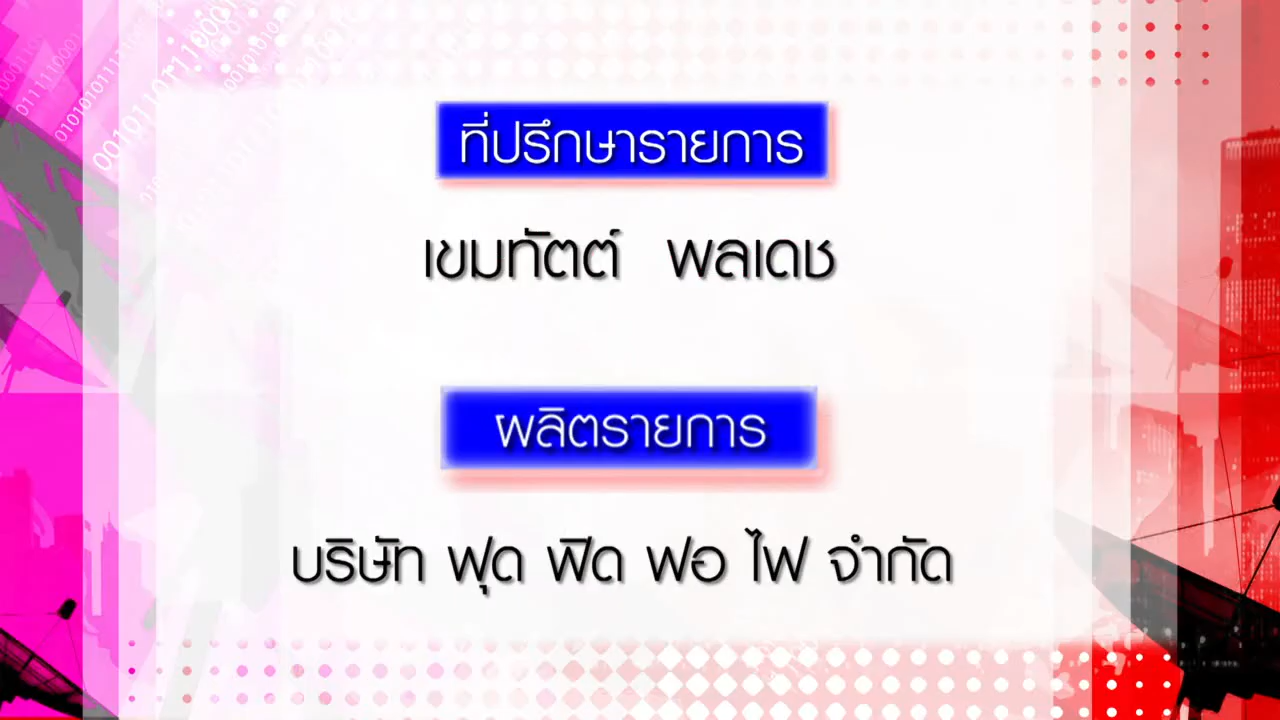 ที่ปรึกษารายการ
เขมทัตต์ พลเดช
ผลิตรายการ
บริษัท ฟุด ฟิด ฟอ ไฟ จำกัด